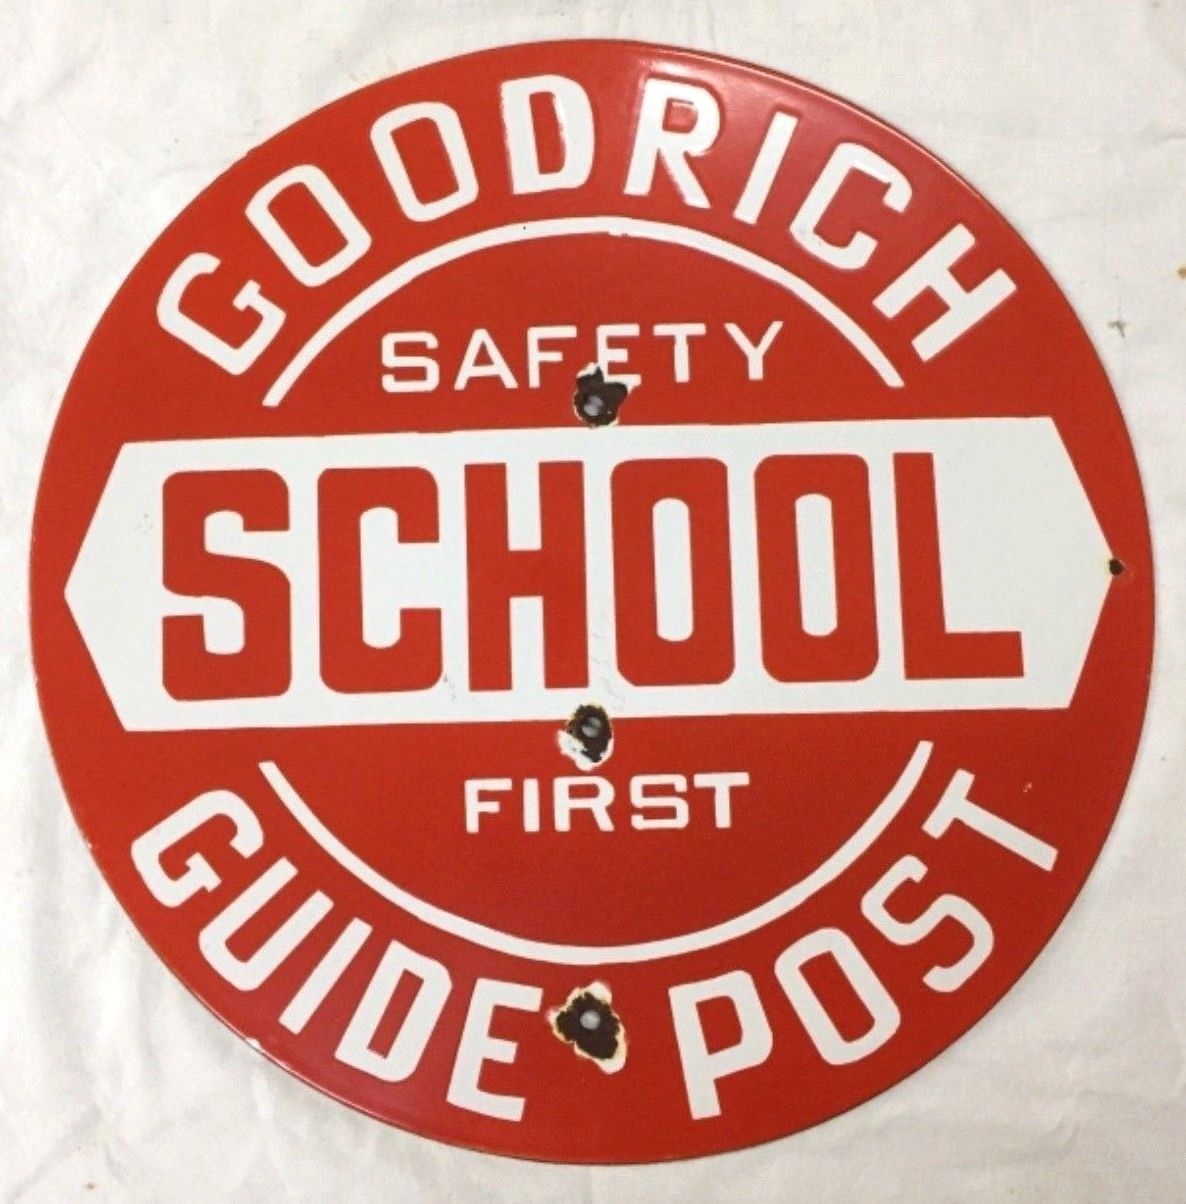 GOODRICH
SAFETY
SCHOOL
FIRST
GUIDE POST